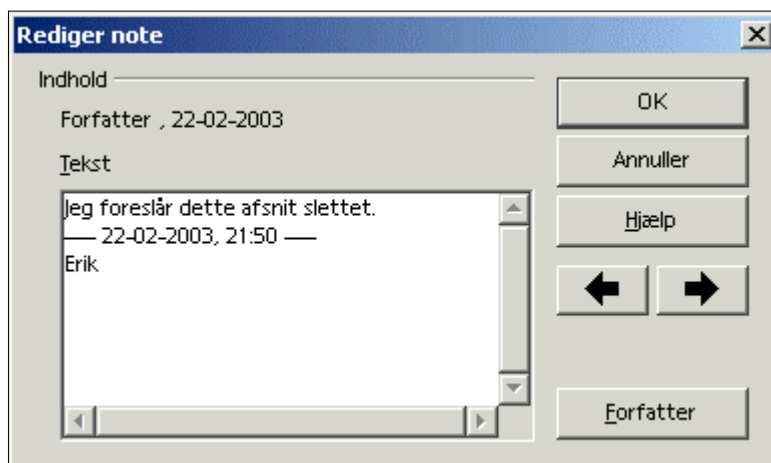 Rediger note
Indhold
Forfatter , 22-02-2003
Tekst
Jeg foreslår dette afsnit slettet.
---- 22-02-2003, 21:50 ----
Erik
OK
Annuller
Hjælp
Forfatter